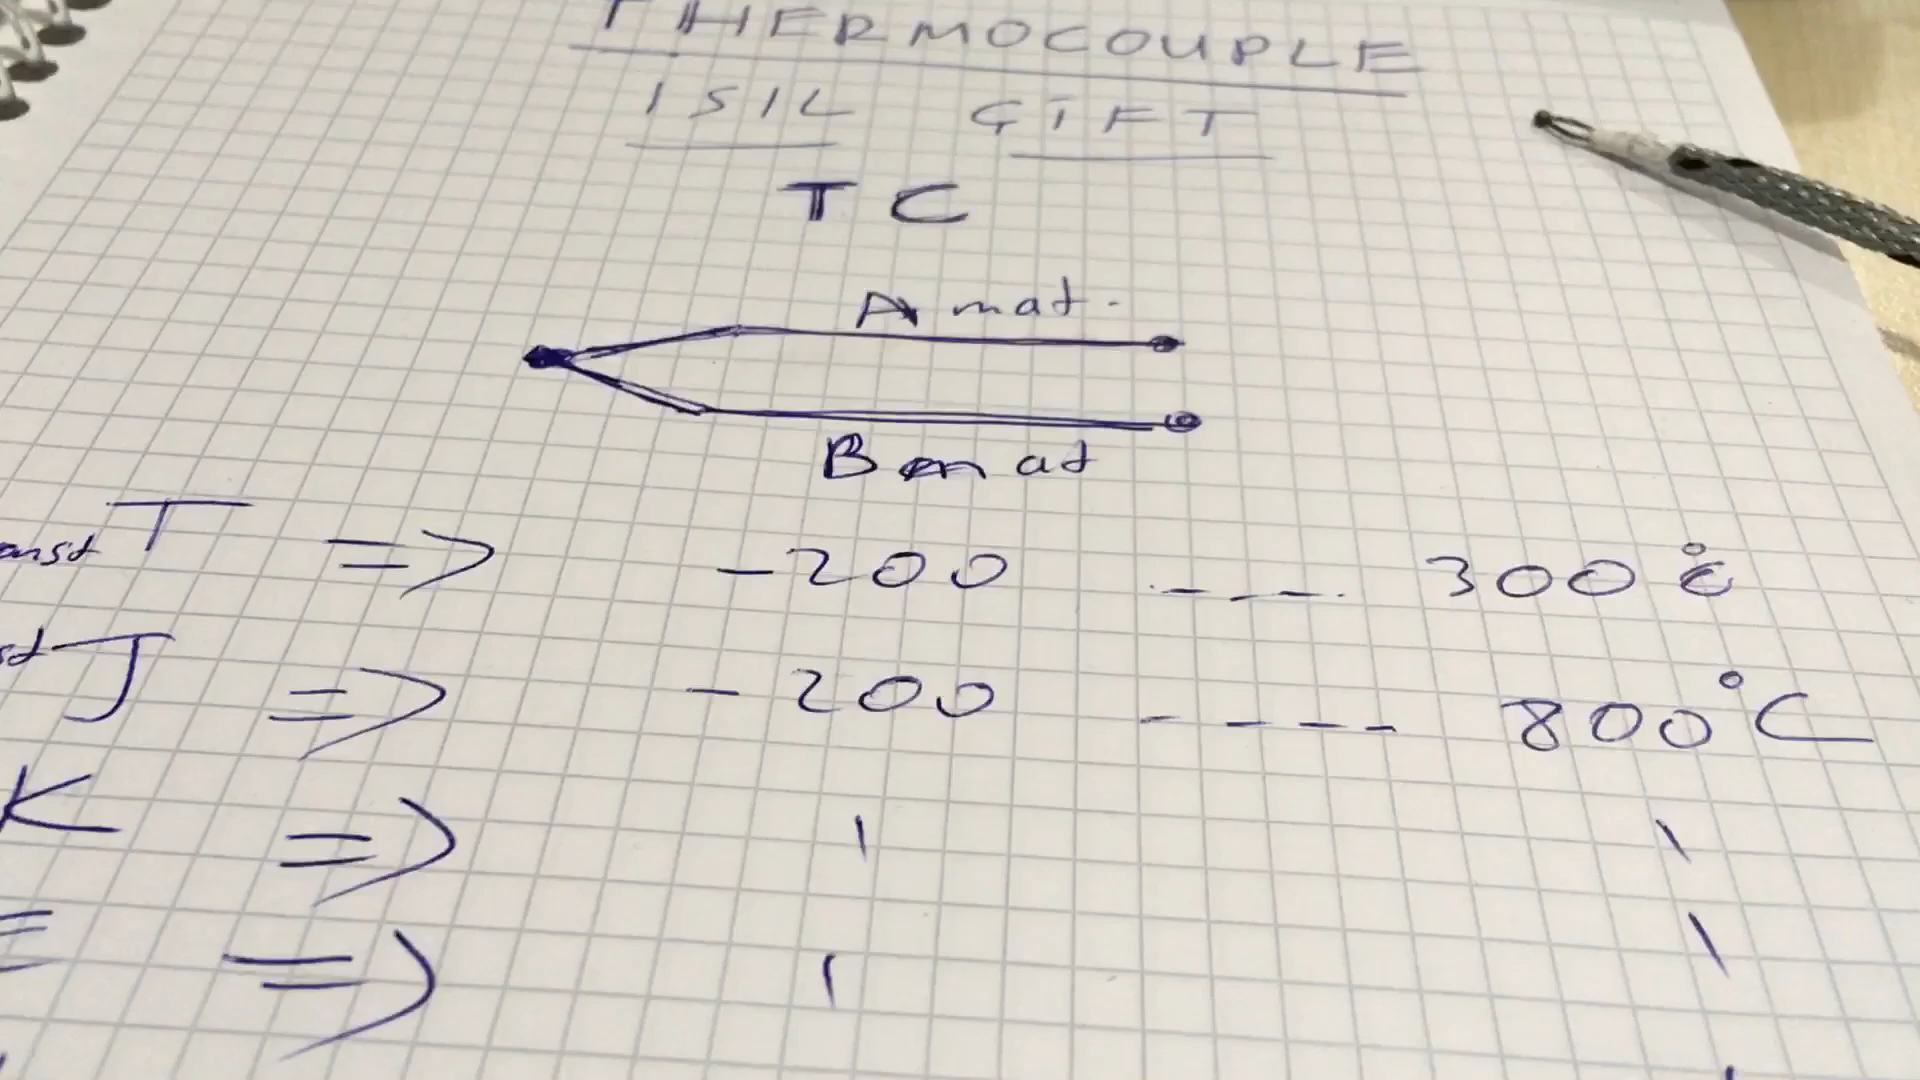 THERMOCOUPLE
ISIL ÇİFT
TC
A mat.
B mat
T => -200 ---- 300°C
J => -200 ---- 800°C
K => ı \
E => ı \